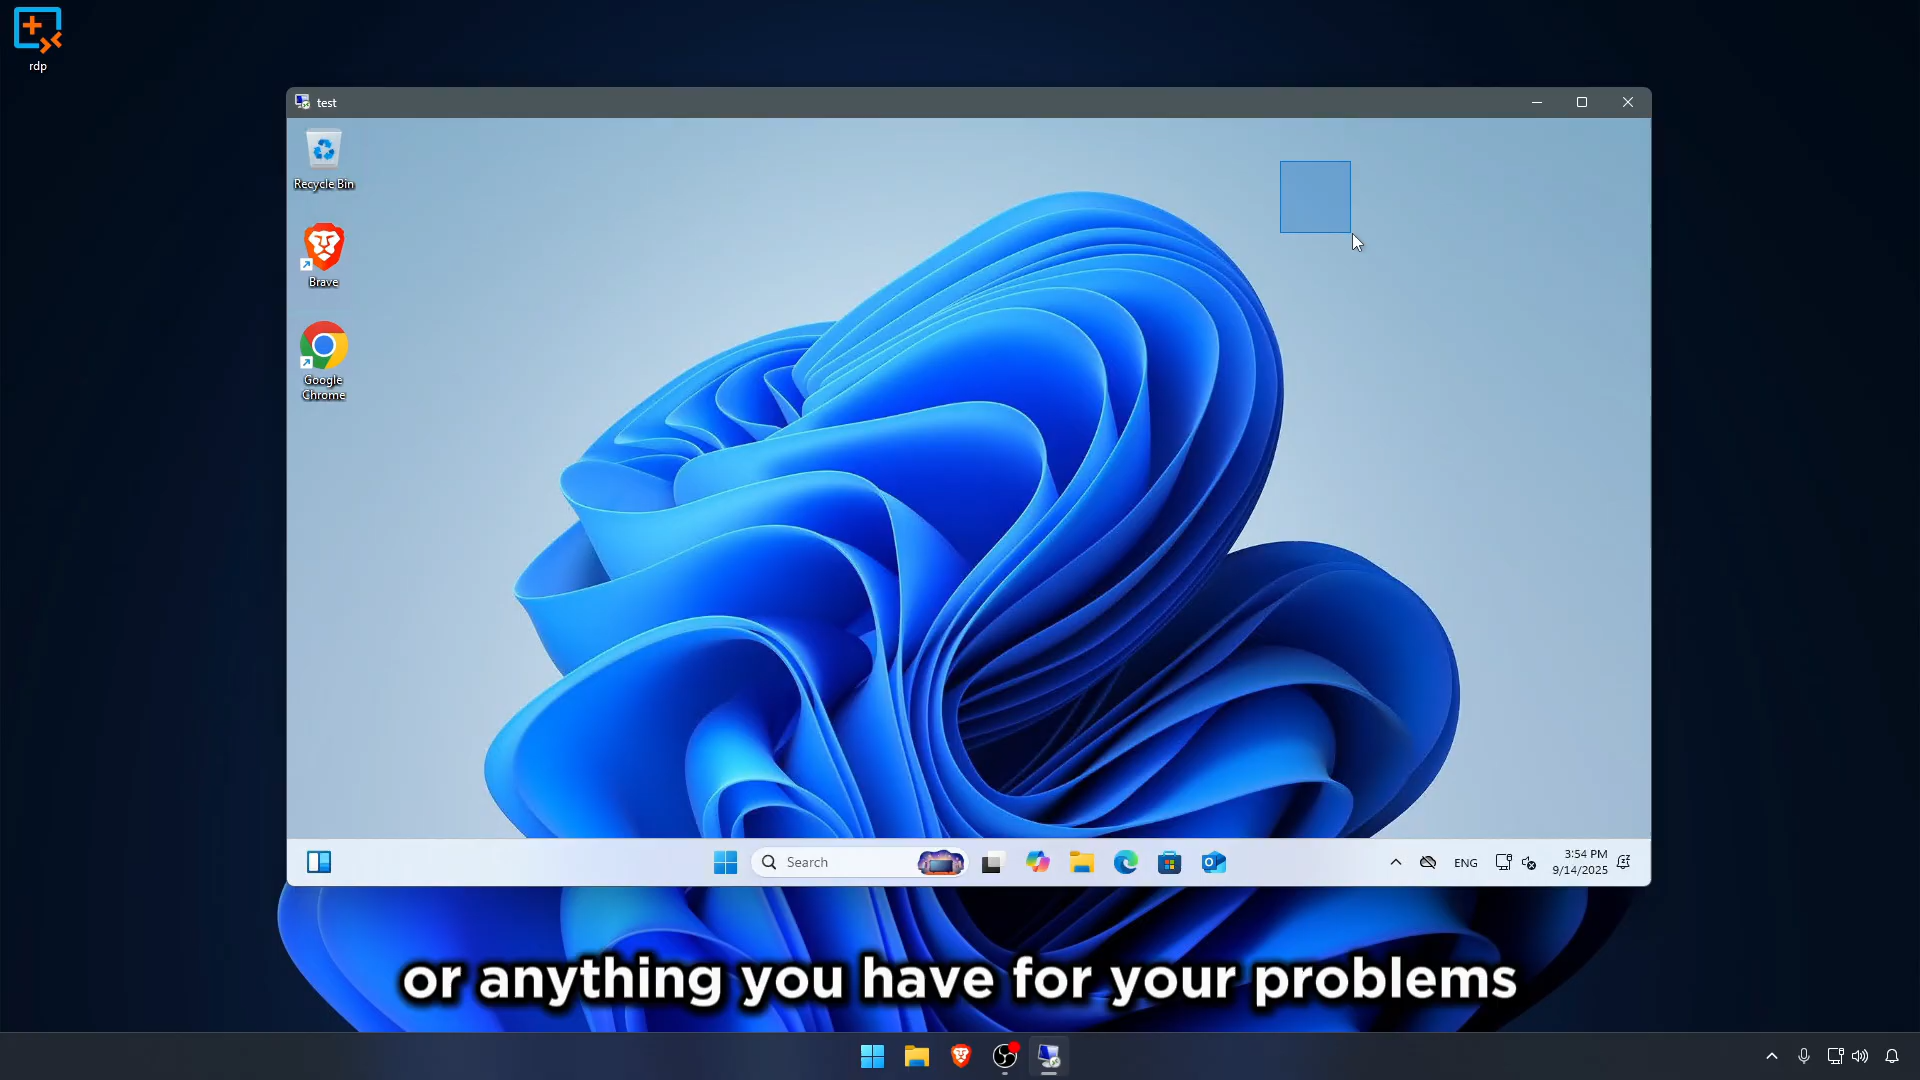 rdp
test
Recycle Bin
Brave
Google
Chrome
Search
ENG
3:54 PM
9/14/2025
or anything you have for your problems